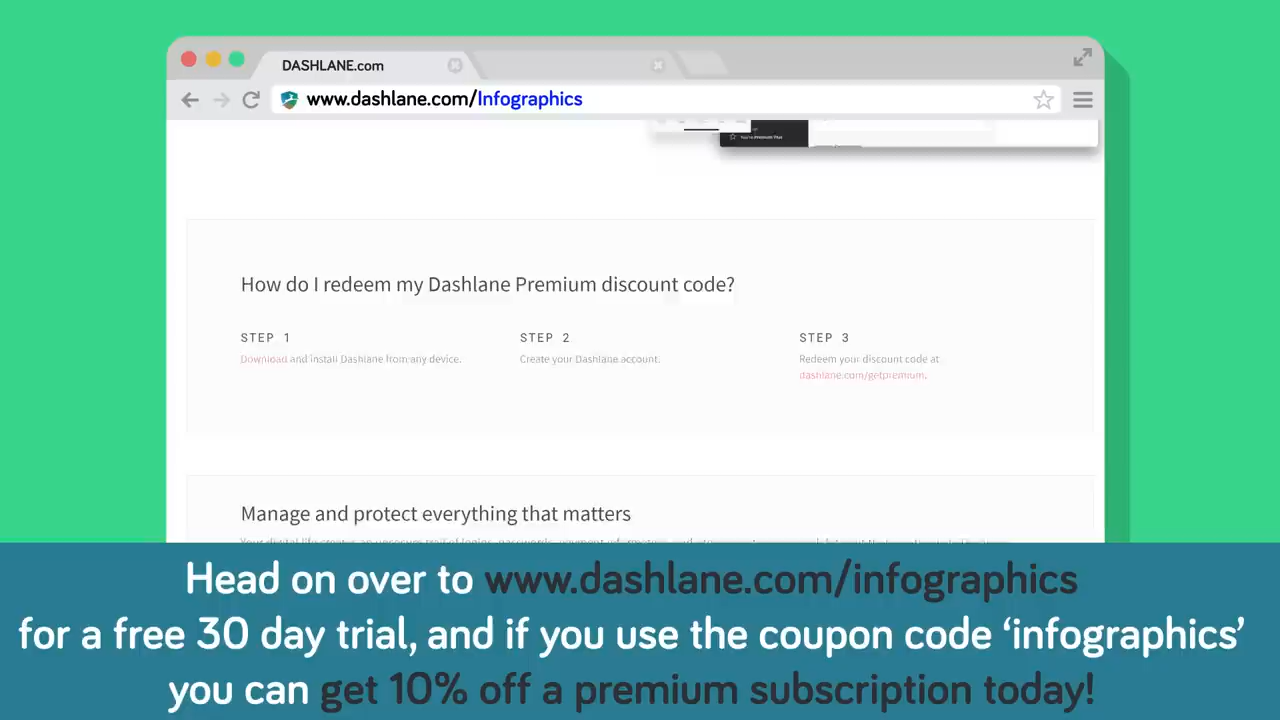 DASHLANE.com
www.dashlane.com/Infographics
You're Premium
How do I redeem my Dashlane Premium discount code?
STEP 1
STEP 2
STEP 3
Download and install Dashlane from any device.
Create your Dashlane account.
Redeem your discount code at
dashlane.com/getpremium.
Manage and protect everything that matters
Head on over to www.dashlane.com/infographics
for a free 30 day trial, and if you use the coupon code ‘infographics’
you can get 10% off a premium subscription today!